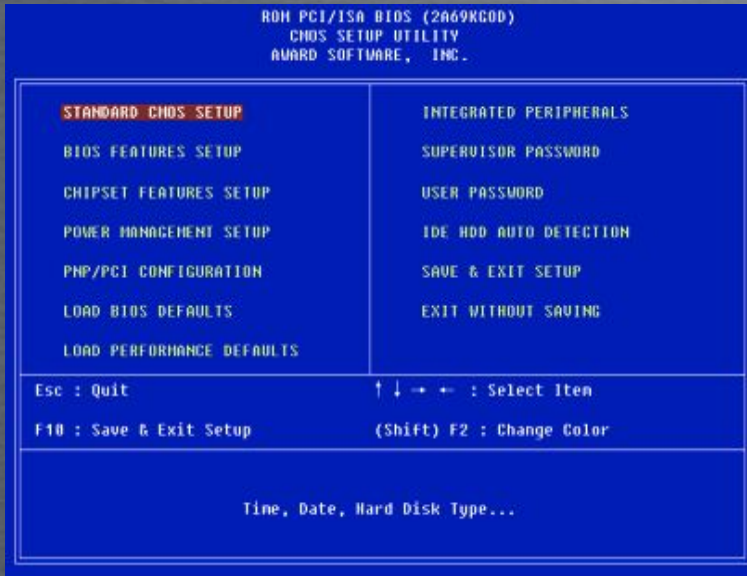 ROM PCI/ISA BIOS (2A69KGOD)
CMOS SETUP UTILITY
AWARD SOFTWARE, INC.
STANDARD CMOS SETUP
BIOS FEATURES SETUP
CHIPSET FEATURES SETUP
POWER MANAGEMENT SETUP
PNP/PCI CONFIGURATION
LOAD BIOS DEFAULTS
LOAD PERFORMANCE DEFAULTS
INTEGRATED PERIPHERALS
SUPERVISOR PASSWORD
USER PASSWORD
IDE HDD AUTO DETECTION
SAVE & EXIT SETUP
EXIT WITHOUT SAVING
Esc : Quit
↑ ↓ → ← : Select Item
F10 : Save & Exit Setup
(Shift) F2 : Change Color
Time, Date, Hard Disk Type...